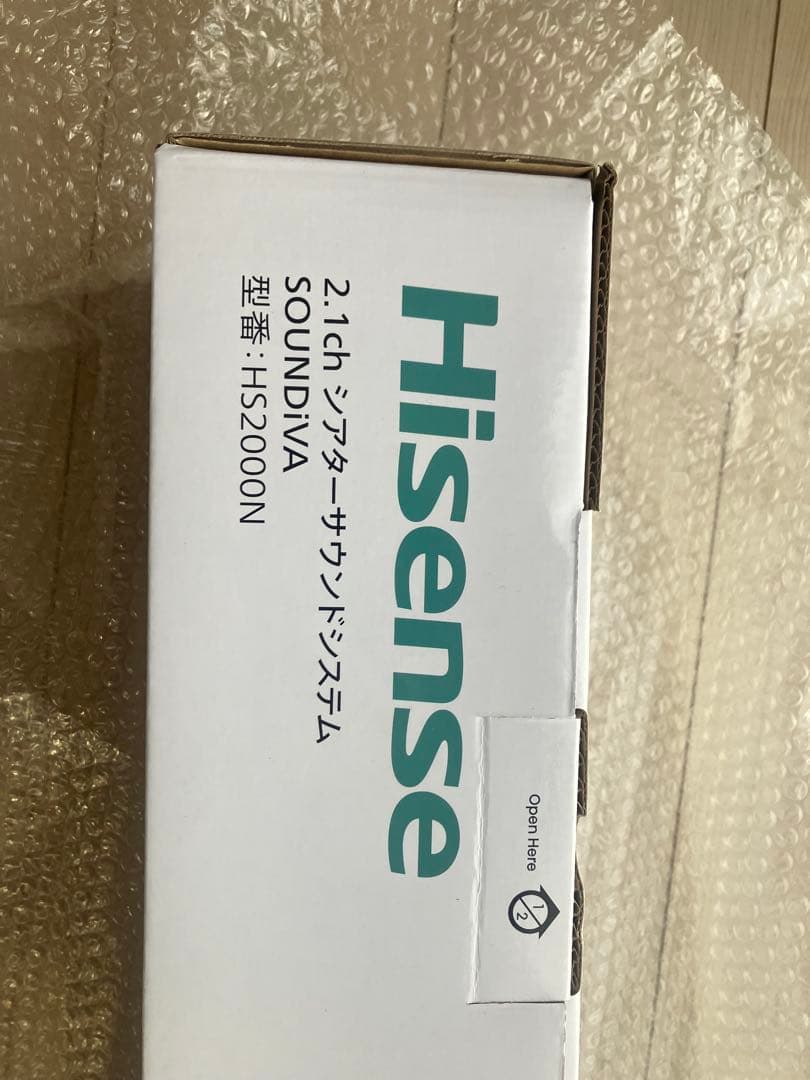 Hisense
2.1ch シアターサウンドシステム
SOUNDiVA
型番：HS2000N
Open Here
1/2